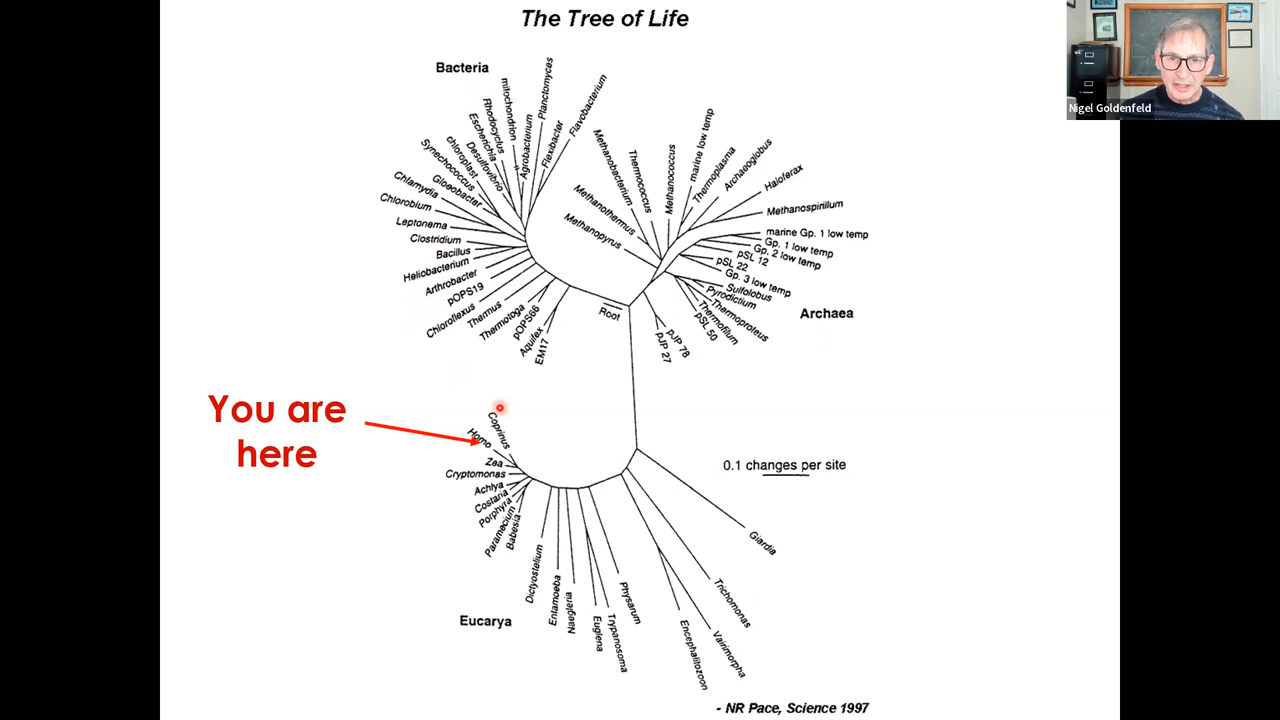 The Tree of Life
Nigel Goldenfeld
Bacteria
Planctomyces
Flavobacterium
mitochondrion
Rhodocyclus
Escherichia
Desulfovibrio
Agrobacterium
Flexibacter
chloroplast
Synechococcus
Gloeobacter
Chlamydia
Chlorobium
Leptonema
Clostridium
Bacillus
Heliobacterium
Arthrobacter
pOPS19
Chloroflexus
Thermus
Thermotoga
pOPS66
Aquifex
EM17
Root
Methanobacterium
Thermococcus
Methanococcus
Methanothermus
Methanopyrus
marine low temp
Thermoplasma
Archaeoglobus
Haloferax
Methanospirillum
marine Gp. 1 low temp
Gp. 1 low temp
Gp. 2 low temp
pSL 12
pSL 22
Gp. 3 low temp
Sulfolobus
Pyrodictium
Thermoproteus
Thermofilum
pSL 50
pJP 78
pJP 27
Archaea
You are
here
Coprinus
Homo
Zea
Cryptomonas
Achlya
Costaria
Porphyra
Paramecium
Babesia
Dictyostelium
Entamoeba
Naegleria
Euglena
Trypanosoma
Physarum
Encephalitozoon
Vairimorpha
Trichomonas
Giardia
0.1 changes per site
Eucarya
- NR Pace, Science 1997